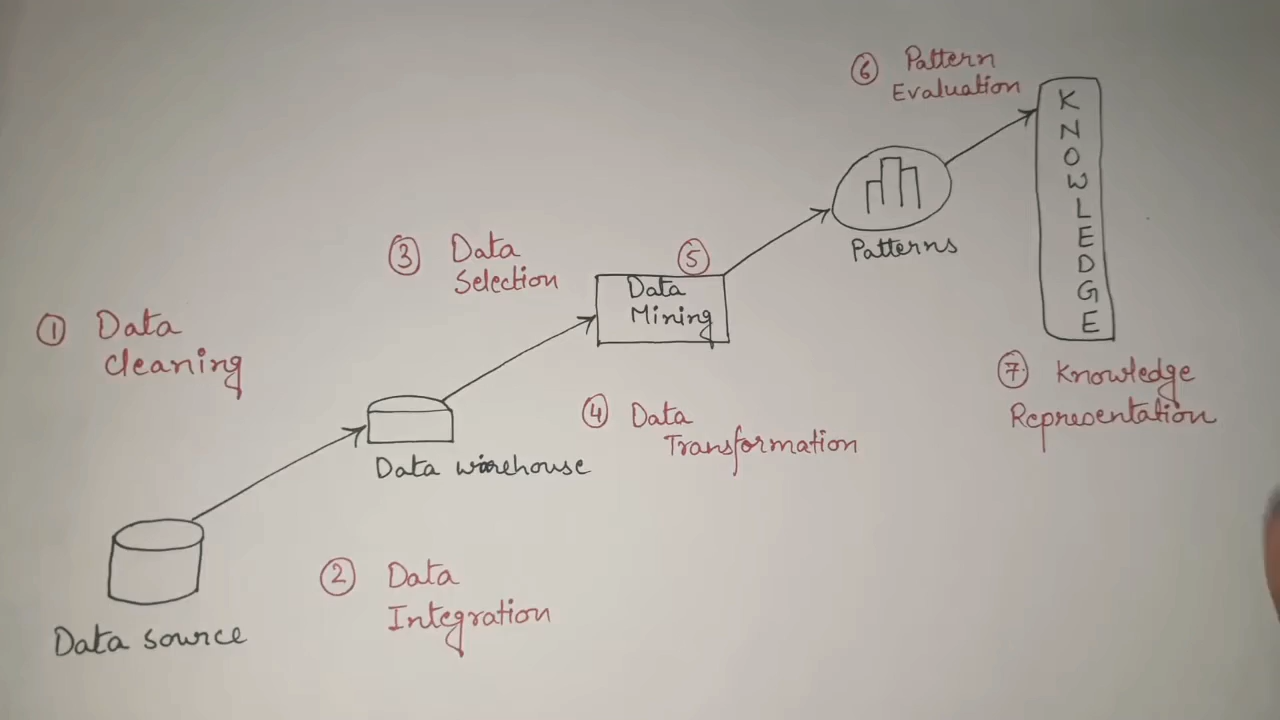 ① Data
cleaning
Data source
② Data
Integration
Data warehouse
③ Data
Selection
④ Data
Transformation
⑤
Data
Mining
Patterns
⑥ Pattern
Evaluation
KNOWLEDGE
⑦ Knowledge
Representation